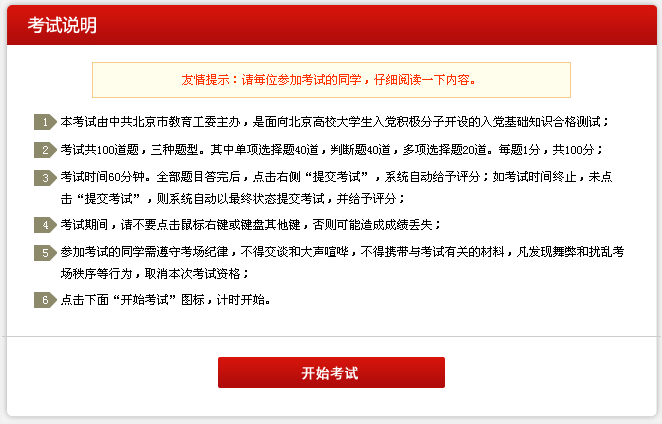 考试说明
友情提示：请每位参加考试的同学，仔细阅读一下内容。
1 本考试由中共北京市教育工委主办，是面向北京高校大学生入党积极分子开设的入党基础知识合格测试；
2 考试共100道题，三种题型。其中单项选择题40道，判断题40道，多项选择题20道。每题1分，共100分；
3 考试时间60分钟。全部题目答完后，点击右侧“提交考试”，系统自动给予评分；如考试时间终止，未点
击“提交考试”，则系统自动以最终状态提交考试，并给予评分；
4 考试期间，请不要点击鼠标右键或键盘其他键，否则可能造成成绩丢失；
5 参加考试的同学需遵守考场纪律，不得交谈和大声喧哗，不得携带与考试有关的材料，凡发现舞弊和扰乱考
场秩序等行为，取消本次考试资格；
6 点击下面“开始考试”图标，计时开始。
开始考试